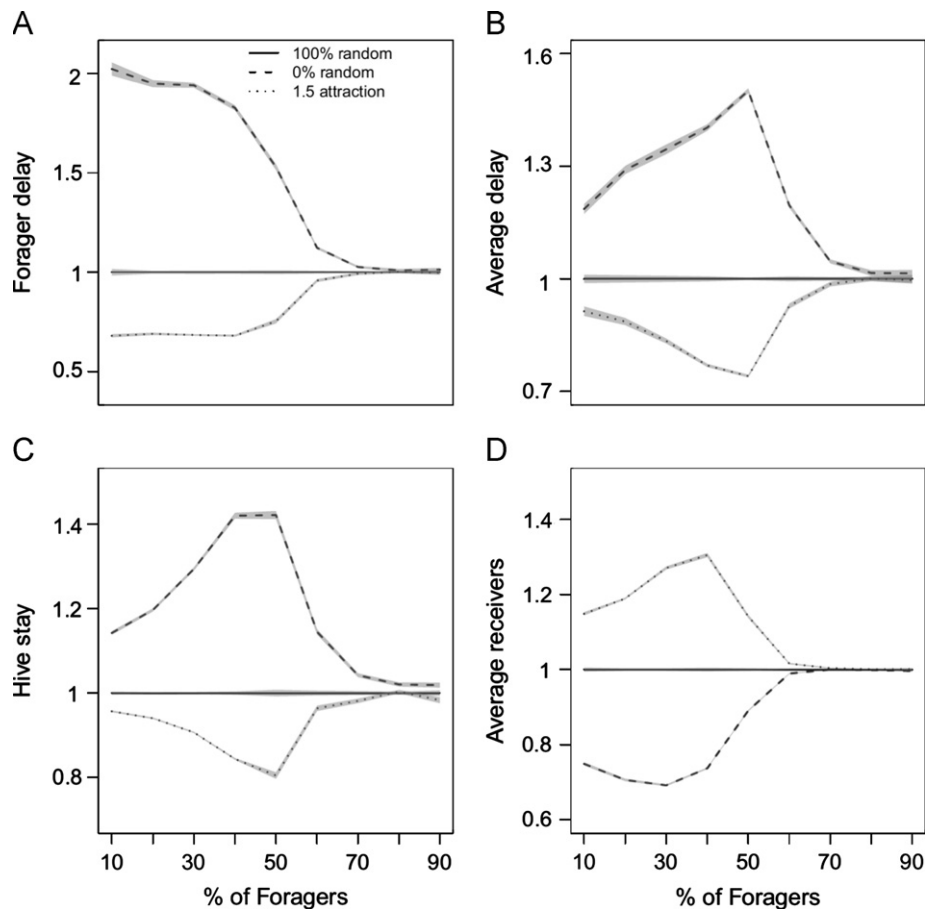 A
2
1.5
1
0.5
Forager delay
100% random
0% random
1.5 attraction
B
1.6
1.3
1
0.7
Average delay
C
1.4
1.2
1
0.8
Hive stay
10 30 50 70 90
% of Foragers
D
1.4
1.2
1
0.8
0.6
Average receivers
10 30 50 70 90
% of Foragers